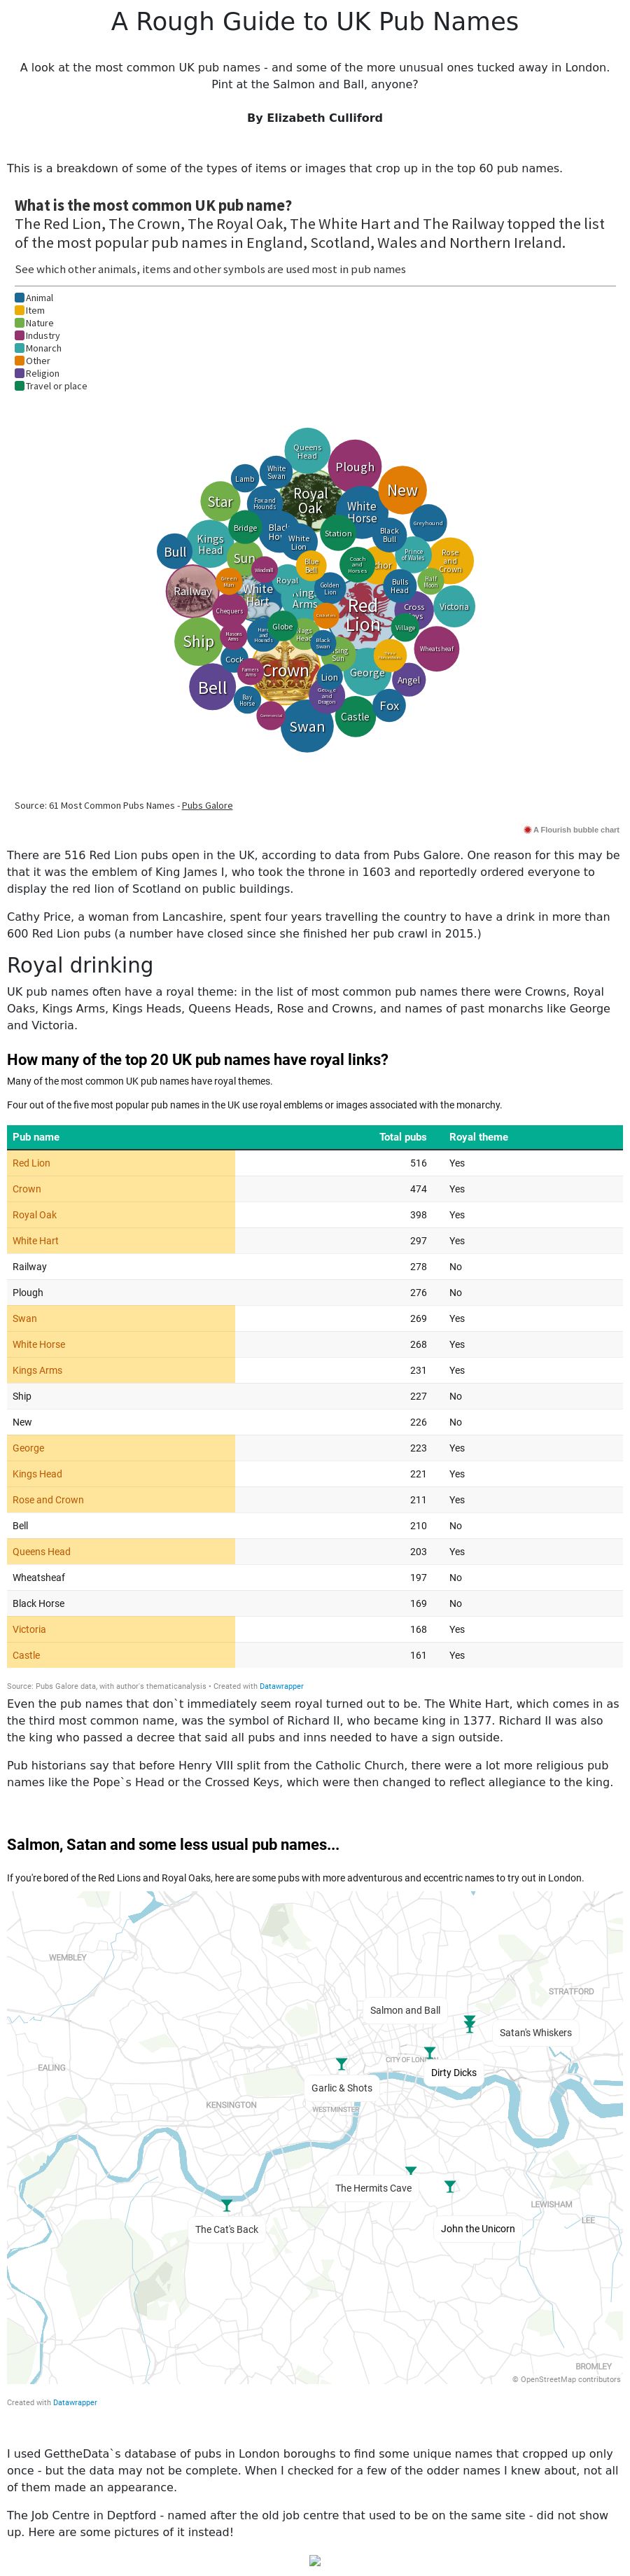 A Rough Guide to UK Pub Names
A look at the most common UK pub names - and some of the more unusual ones tucked away in London.
Pint at the Salmon and Ball, anyone?
By Elizabeth Culliford
This is a breakdown of some of the types of items or images that crop up in the top 60 pub names.
What is the most common UK pub name?
The Red Lion, The Crown, The Royal Oak, The White Hart and The Railway topped the list
of the most popular pub names in England, Scotland, Wales and Northern Ireland.
See which other animals, items and other symbols are used most in pub names
Animal
Item
Nature
Industry
Monarch
Other
Religion
Travel or place
Queens
Head
Plough
White
Swan
Lamb
New
Royal
Oak
Star
Fox and
Hounds
White
Horse
Greyhound
Bridge
Station
Black
Bull
Kings
Head
White
Lion
Bull
Prince
of Wales
Rose
and
Crown
Sun
Blue
Bell
Coach
and
Horses
Windmill
Green
Man
Royal
Golden
Lion
Bulls
Head
Half
Moon
Railway
White
Hart
Kings
Arms
Red
Lion
Cross
Victoria
Chequers
Globe
Village
Masons
Arms
Hare
and
Hounds
Black
Swan
Ship
Wheatsheaf
Cock
Farmers
Arms
Crown
Sun
Lion
George
Angel
Bell
Bay
Horse
George
and
Dragon
Fox
Castle
Swan
Source: 61 Most Common Pubs Names - Pubs Galore
A Flourish bubble chart
There are 516 Red Lion pubs open in the UK, according to data from Pubs Galore. One reason for this may be
that it was the emblem of King James I, who took the throne in 1603 and reportedly ordered everyone to
display the red lion of Scotland on public buildings.
Cathy Price, a woman from Lancashire, spent four years travelling the country to have a drink in more than
600 Red Lion pubs (a number have closed since she finished her pub crawl in 2015.)
Royal drinking
UK pub names often have a royal theme: in the list of most common pub names there were Crowns, Royal
Oaks, Kings Arms, Kings Heads, Queens Heads, Rose and Crowns, and names of past monarchs like George
and Victoria.
How many of the top 20 UK pub names have royal links?
Many of the most common UK pub names have royal themes.
Four out of the five most popular pub names in the UK use royal emblems or images associated with the monarchy.
Pub name Total pubs Royal theme
Red Lion 516 Yes
Crown 474 Yes
Royal Oak 398 Yes
White Hart 297 Yes
Railway 278 No
Plough 276 No
Swan 269 Yes
White Horse 268 Yes
Kings Arms 231 Yes
Ship 227 No
New 226 No
George 223 Yes
Kings Head 221 Yes
Rose and Crown 211 Yes
Bell 210 No
Queens Head 203 Yes
Wheatsheaf 197 No
Black Horse 169 No
Victoria 168 Yes
Castle 161 Yes
Source: Pubs Galore data, with author's thematicanalysis • Created with Datawrapper
Even the pub names that don`t immediately seem royal turned out to be. The White Hart, which comes in as
the third most common name, was the symbol of Richard II, who became king in 1377. Richard II was also
the king who passed a decree that said all pubs and inns needed to have a sign outside.
Pub historians say that before Henry VIII split from the Catholic Church, there were a lot more religious pub
names like the Pope`s Head or the Crossed Keys, which were then changed to reflect allegiance to the king.
Salmon, Satan and some less usual pub names...
If you're bored of the Red Lions and Royal Oaks, here are some pubs with more adventurous and eccentric names to try out in London.
WEMBLEY
STRATFORD
Salmon and Ball
Satan's Whiskers
CITY OF LONDON
EALING
Dirty Dicks
Garlic & Shots
KENSINGTON
WESTMINSTER
The Hermits Cave
LEWISHAM
LEE
The Cat's Back
John the Unicorn
BROMLEY
© OpenStreetMap contributors
Created with Datawrapper
I used GettheData`s database of pubs in London boroughs to find some unique names that cropped up only
once - but the data may not be complete. When I checked for a few of the odder names I knew about, not all
of them made an appearance.
The Job Centre in Deptford - named after the old job centre that used to be on the same site - did not show
up. Here are some pictures of it instead!